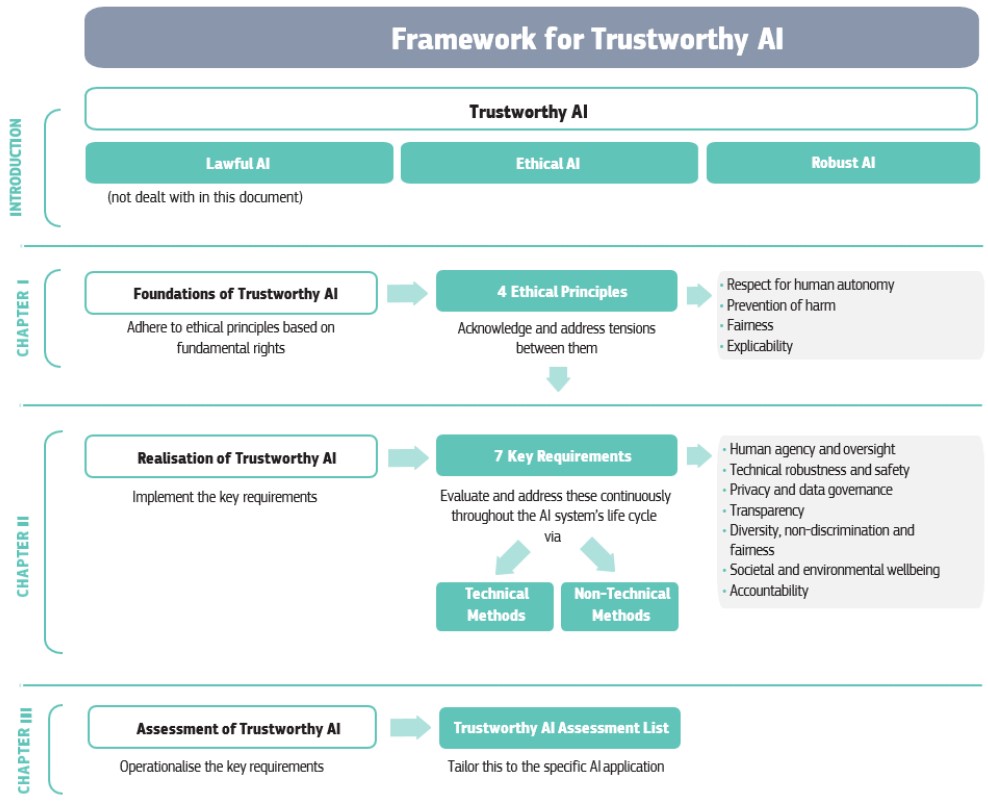 Framework for Trustworthy AI
INTRODUCTION
Trustworthy AI
Lawful AI
Ethical AI
Robust AI
(not dealt with in this document)
CHAPTER I
Foundations of Trustworthy AI
Adhere to ethical principles based on
fundamental rights
4 Ethical Principles
Acknowledge and address tensions
between them
• Respect for human autonomy
• Prevention of harm
• Fairness
• Explicability
CHAPTER II
Realisation of Trustworthy AI
Implement the key requirements
7 Key Requirements
Evaluate and address these continuously
throughout the AI system's life cycle
via
Technical
Methods
Non-Technical
Methods
• Human agency and oversight
• Technical robustness and safety
• Privacy and data governance
• Transparency
• Diversity, non-discrimination and
fairness
• Societal and environmental wellbeing
• Accountability
CHAPTER III
Assessment of Trustworthy AI
Operationalise the key requirements
Trustworthy AI Assessment List
Tailor this to the specific AI application